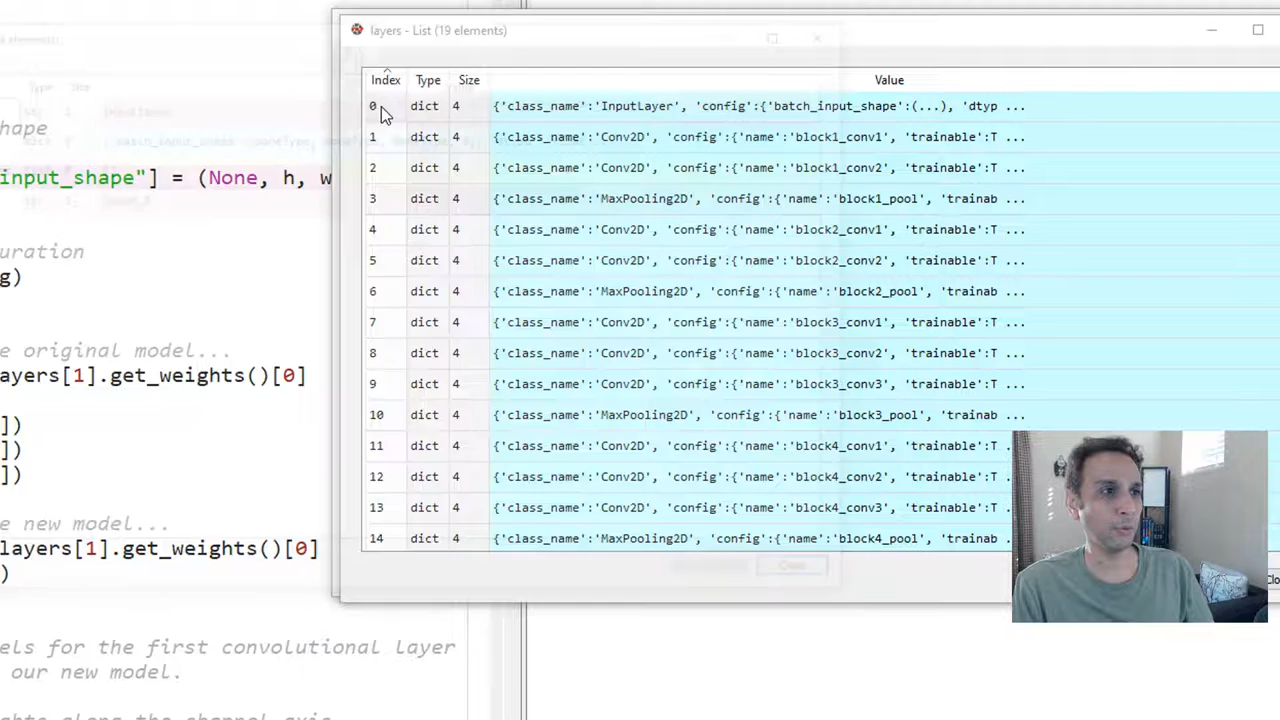 layers - List (19 elements)
Index Type Size Value
0 dict 4 {'class_name':'InputLayer', 'config':{'batch_input_shape':(...), 'dtyp ...
1 dict 4 {'class_name':'Conv2D', 'config':{'name':'block1_conv1', 'trainable':T ...
2 dict 4 {'class_name':'Conv2D', 'config':{'name':'block1_conv2', 'trainable':T ...
3 dict 4 {'class_name':'MaxPooling2D', 'config':{'name':'block1_pool', 'trainab ...
4 dict 4 {'class_name':'Conv2D', 'config':{'name':'block2_conv1', 'trainable':T ...
5 dict 4 {'class_name':'Conv2D', 'config':{'name':'block2_conv2', 'trainable':T ...
6 dict 4 {'class_name':'MaxPooling2D', 'config':{'name':'block2_pool', 'trainab ...
7 dict 4 {'class_name':'Conv2D', 'config':{'name':'block3_conv1', 'trainable':T ...
8 dict 4 {'class_name':'Conv2D', 'config':{'name':'block3_conv2', 'trainable':T ...
9 dict 4 {'class_name':'Conv2D', 'config':{'name':'block3_conv3', 'trainable':T ...
10 dict 4 {'class_name':'MaxPooling2D', 'config':{'name':'block3_pool', 'trainab ...
11 dict 4 {'class_name':'Conv2D', 'config':{'name':'block4_conv1', 'trainable':T .
12 dict 4 {'class_name':'Conv2D', 'config':{'name':'block4_conv2', 'trainable':T .
13 dict 4 {'class_name':'Conv2D', 'config':{'name':'block4_conv3', 'trainable':T .
14 dict 4 {'class_name':'MaxPooling2D', 'config':{'name':'block4_pool', 'trainab .
Clo
hape
input_shape"] = (None, h, w
uration
g)
e original model...
ayers[1].get_weights()[0]
])
])
])
e new model...
layers[1].get_weights()[0]
)
els for the first convolutional layer
our new model.
ghts along the channel axis